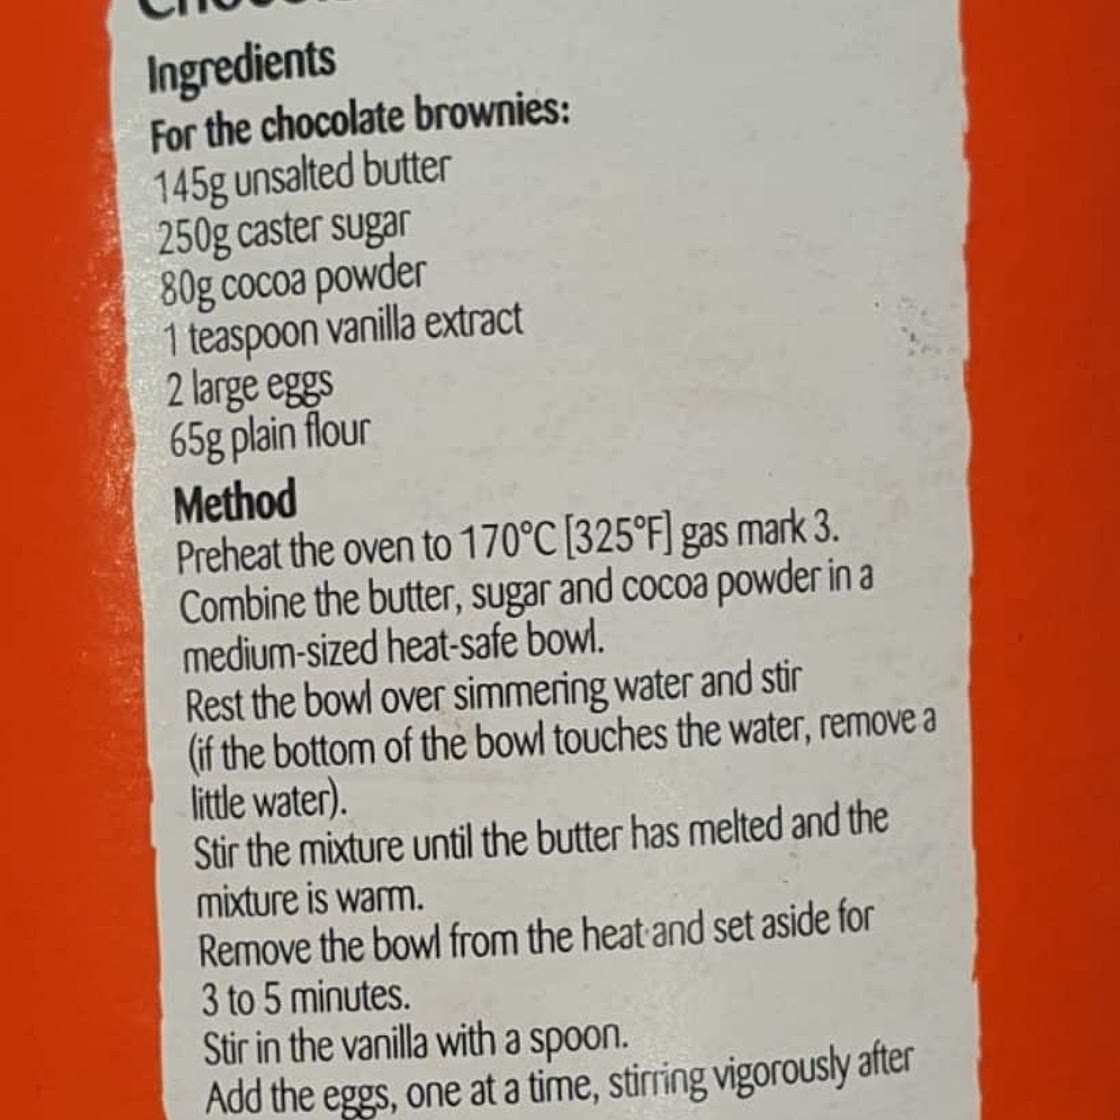 Ingredients
For the chocolate brownies:
145g unsalted butter
250g caster sugar
80g cocoa powder
1 teaspoon vanilla extract
2 large eggs
65g plain flour
Method
Preheat the oven to 170°C [325°F] gas mark 3.
Combine the butter, sugar and cocoa powder in a
medium-sized heat-safe bowl.
Rest the bowl over simmering water and stir
(if the bottom of the bowl touches the water, remove a
little water).
Stir the mixture until the butter has melted and the
mixture is warm.
Remove the bowl from the heat and set aside for
3 to 5 minutes.
Stir in the vanilla with a spoon.
Add the eggs, one at a time, stirring vigorously after